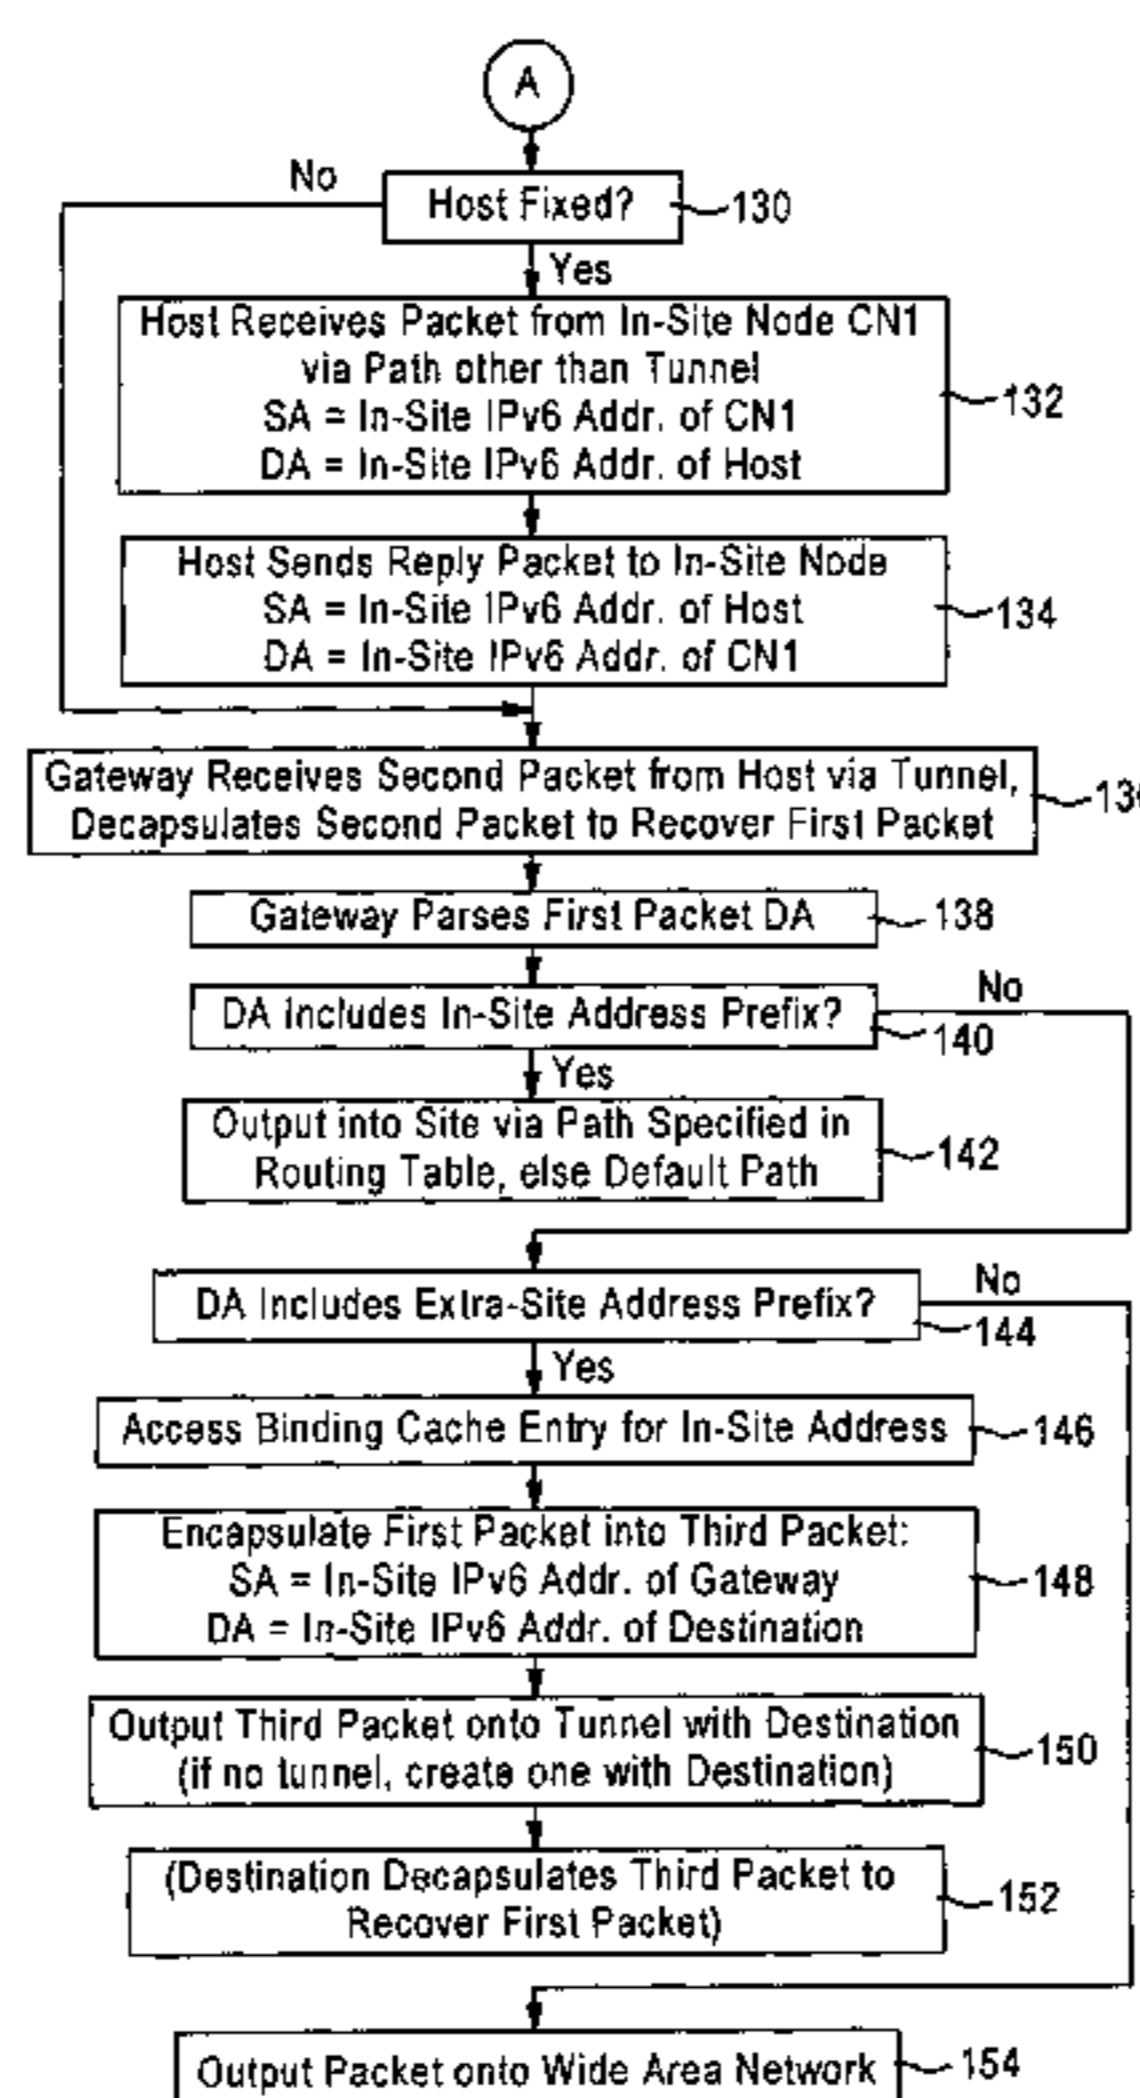 A
No
Host Fixed?
130
Yes
Host Receives Packet from In-Site Node CN1
via Path other than Tunnel
SA = In-Site IPv6 Addr. of CN1
DA = In-Site IPv6 Addr. of Host
132
Host Sends Reply Packet to In-Site Node
SA = In-Site IPv6 Addr. of Host
DA = In-Site IPv6 Addr. of CN1
134
Gateway Receives Second Packet from Host via Tunnel,
Decapsulates Second Packet to Recover First Packet
Gateway Parses First Packet DA
138
DA Includes In-Site Address Prefix?
No
140
Yes
Output into Site via Path Specified in
Routing Table, else Default Path
142
DA Includes Extra-Site Address Prefix?
No
144
Yes
Access Binding Cache Entry for In-Site Address
146
Encapsulate First Packet into Third Packet:
SA = In-Site IPv6 Addr. of Gateway
DA = In-Site IPv6 Addr. of Destination
148
Output Third Packet onto Tunnel with Destination
(if no tunnel, create one with Destination)
150
(Destination Decapsulates Third Packet to
Recover First Packet)
152
Output Packet onto Wide Area Network
154